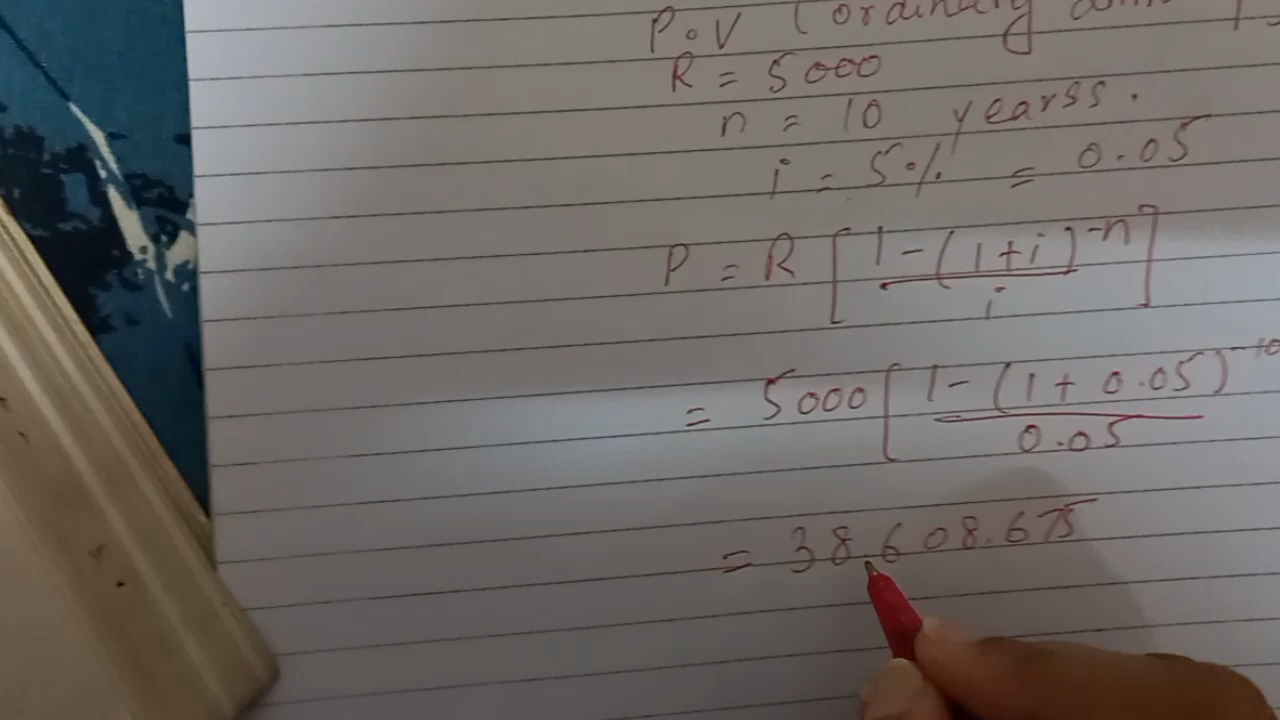 P.V (ordinary
R = 5000
n = 10 yearss.
i = 5% = 0.05
P = R [ 1-(1+i)^-n / i ]
= 5000 [ 1-(1+0.05)^-10 / 0.05
= 38.608.675